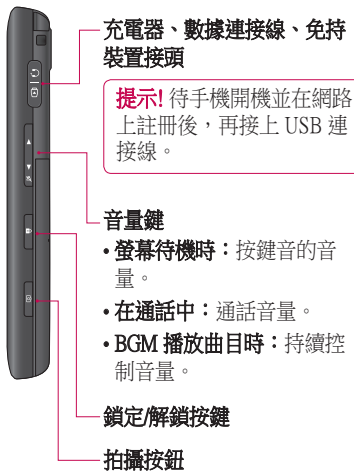 充電器、數據連接線、免持
裝置接頭
提示! 待手機開機並在網路
上註冊後，再接上 USB 連
接線。
音量鍵
• 螢幕待機時：按鍵音的音
量。
• 在通話中：通話音量。
• BGM 播放曲目時：持續控
制音量。
鎖定/解鎖按鍵
拍攝按鈕